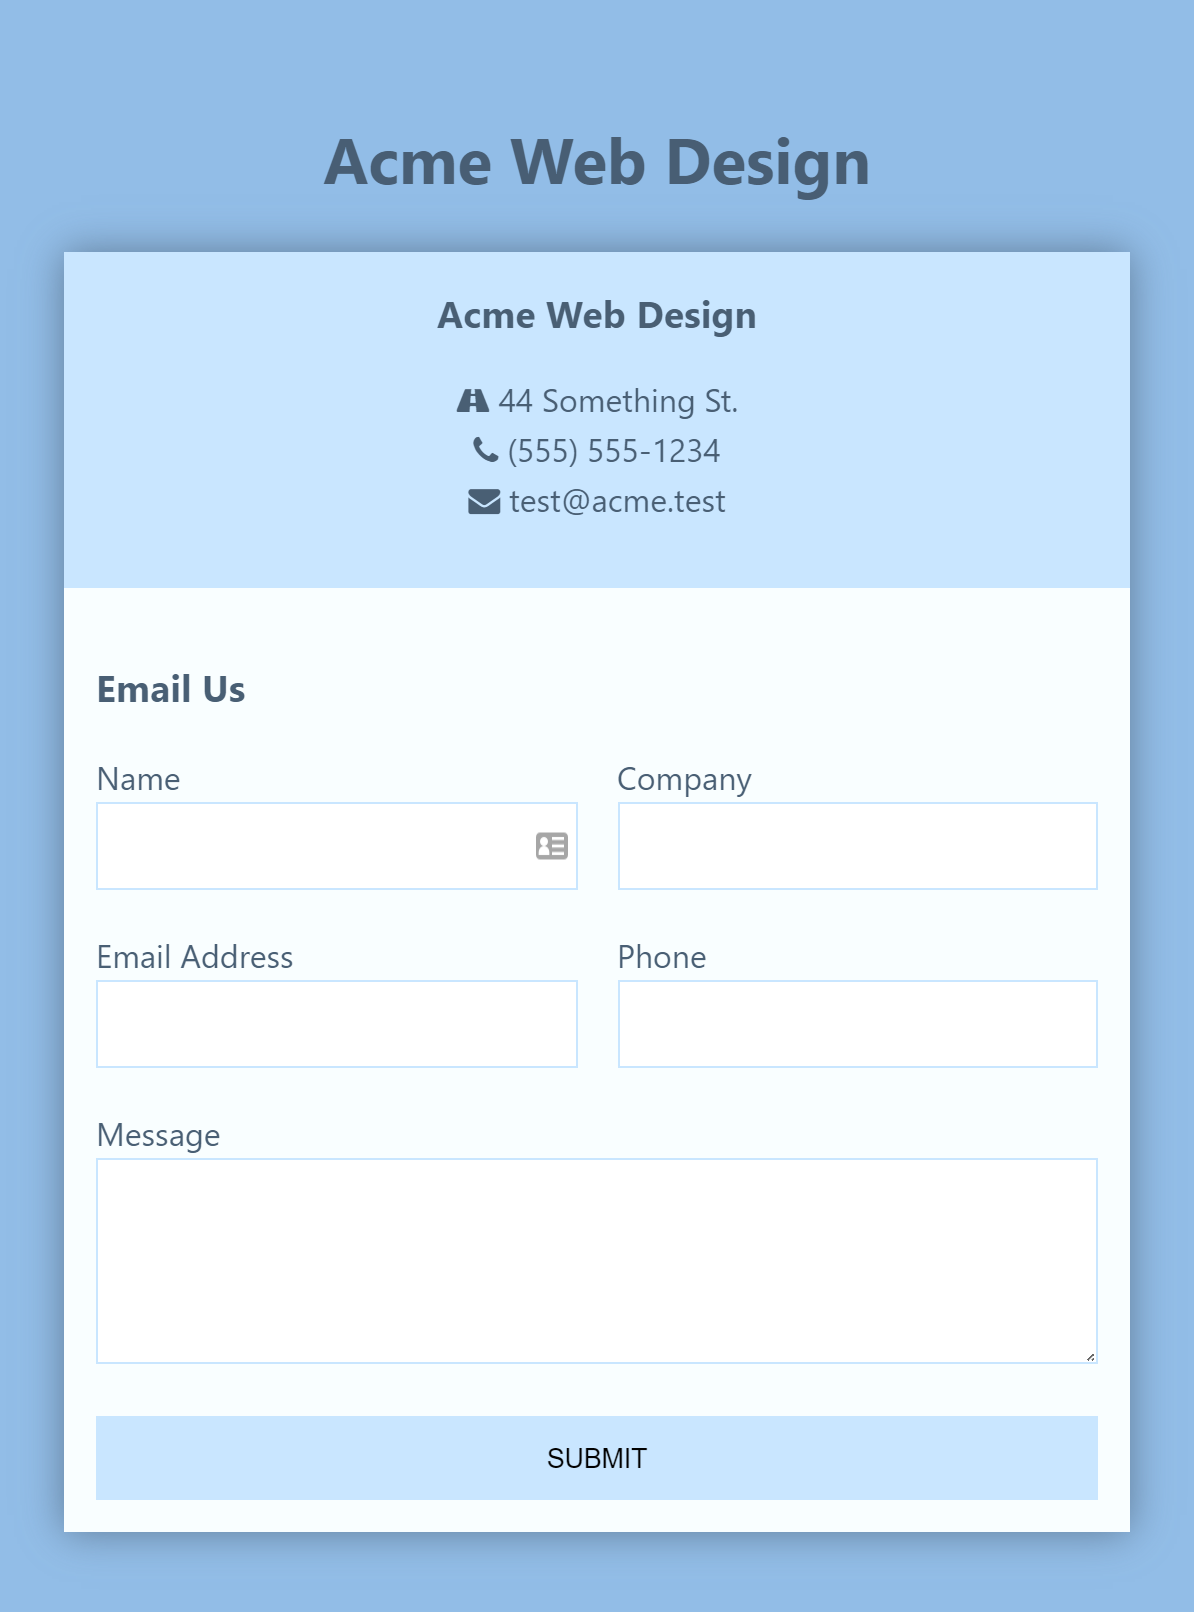 Acme Web Design
Acme Web Design
44 Something St.
(555) 555-1234
test@acme.test
Email Us
Name
Company
Email Address
Phone
Message
SUBMIT